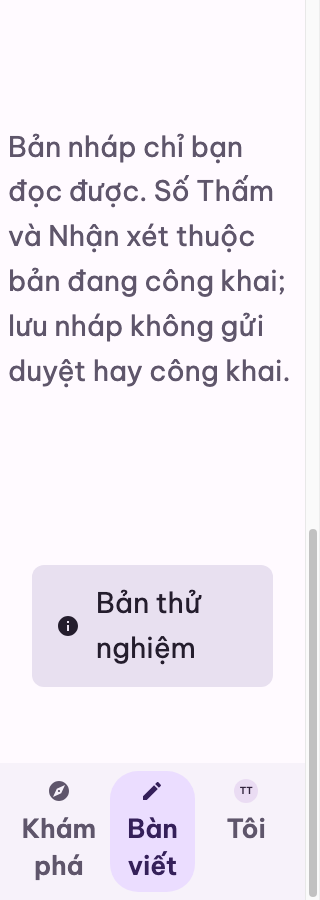 Bản nháp chỉ bạn
đọc được. Số Thấm
và Nhận xét thuộc
bản đang công khai;
lưu nháp không gửi
duyệt hay công khai.
Bản thử
nghiệm
Khám
phá
Bàn
viết
TT
Tôi